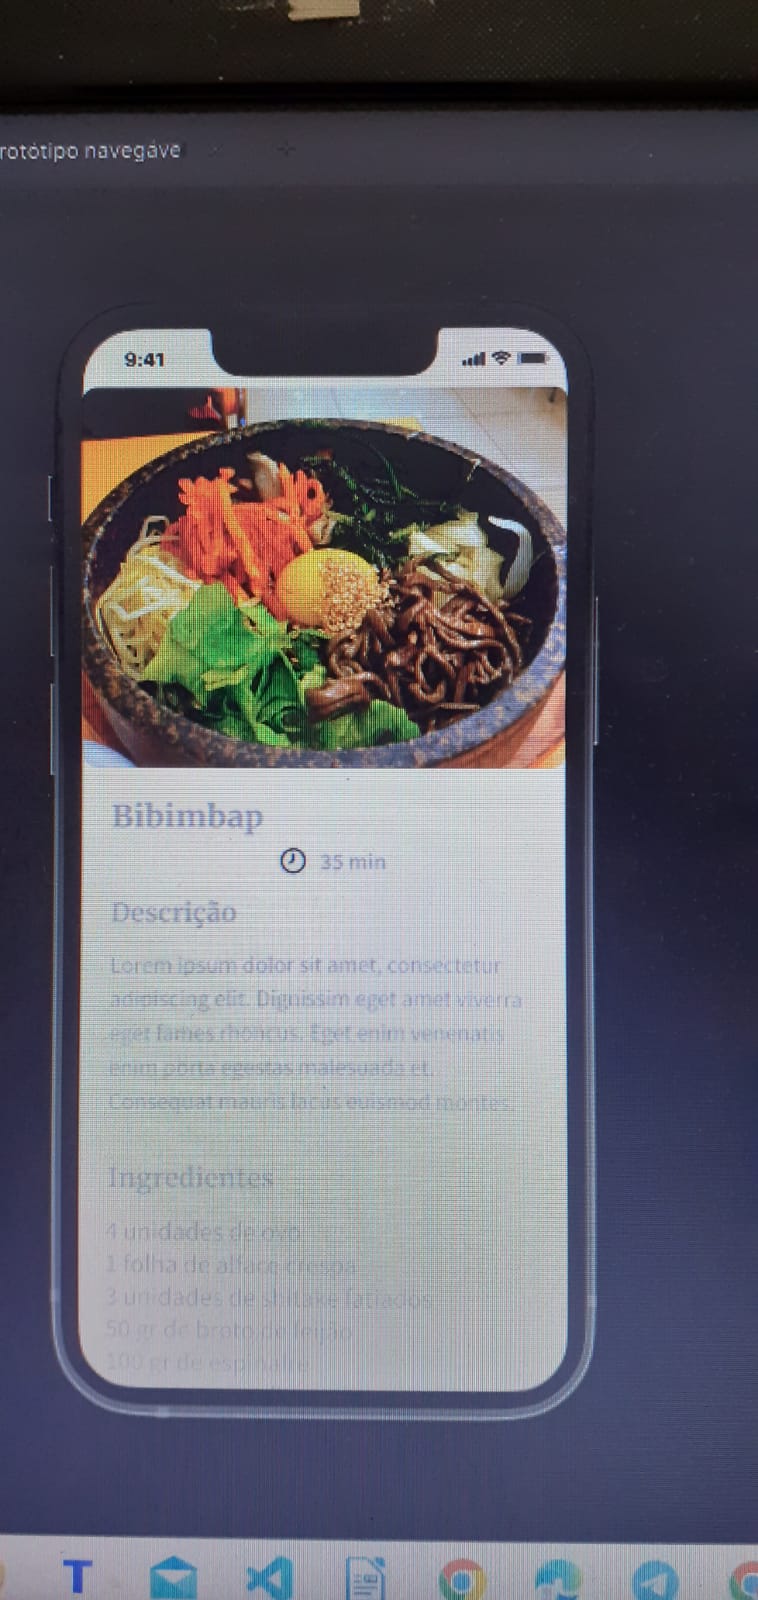 rotótipo navegáve
9:41
Bibimbap
35 min
Descrição
Lorem ipsum dolor sit amet, consectetur
adipiscing elit. Dignissim eget amet viverra
eget fames rhoncus. Eget enim venenatis
enim porta egestas malesuada et.
Consequat mauris lacus euismod montes.
Ingredientes
4 unidades de ovo
1 folha de alface crespa
3 unidades de shitake fatiados
50 gr de broto de feijão
100 gr de espinafre
T